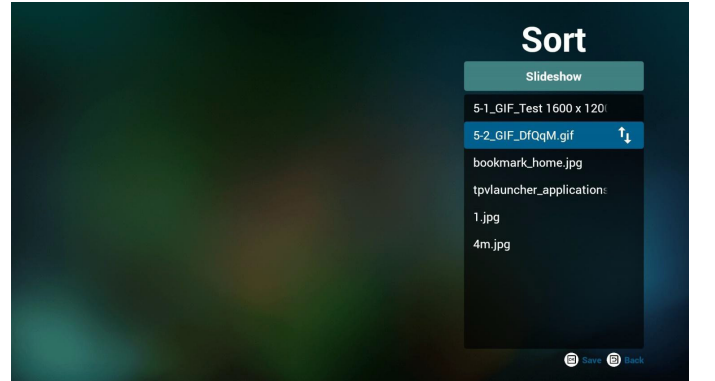 Sort
Slideshow
5-1_GIF_Test 1600 x 120
5-2_GIF_DfQqM.gif
bookmark_home.jpg
tpvlauncher_applications
1.jpg
4m.jpg
Save Back